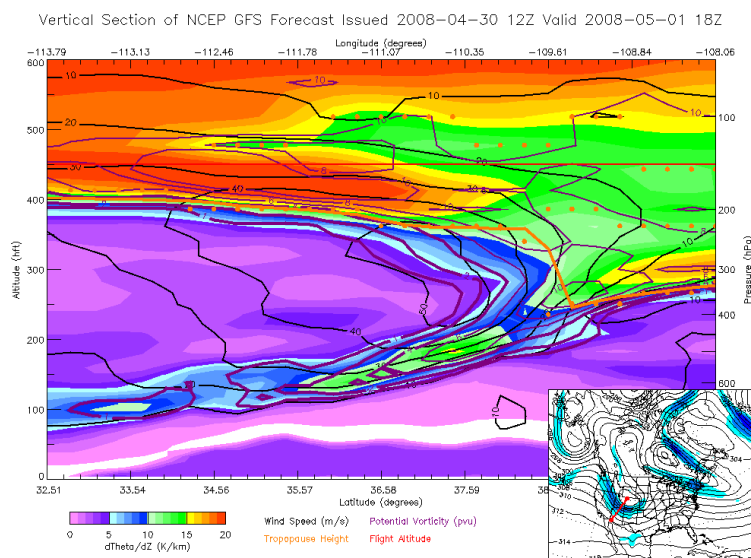 Vertical Section of NCEP GFS Forecast Issued 2008-04-30 12Z Valid 2008-05-01 18Z
Longitude (degrees)
-113.79 -113.13 -112.46 -111.78 -111.07 -110.35 -109.61 -108.84 -108.06
600
500
400
300
200
100
0
Altitude (hft)
100
200
300
400
600
Pressure (hPa)
32.51 33.54 34.56 35.57 36.58 37.59
Latitude (degrees)
0 5 10 15 20
dTheta/dZ (K/km)
Wind Speed (m/s)
Potential Vorticity (pvu)
Tropopause Height
Flight Altitude